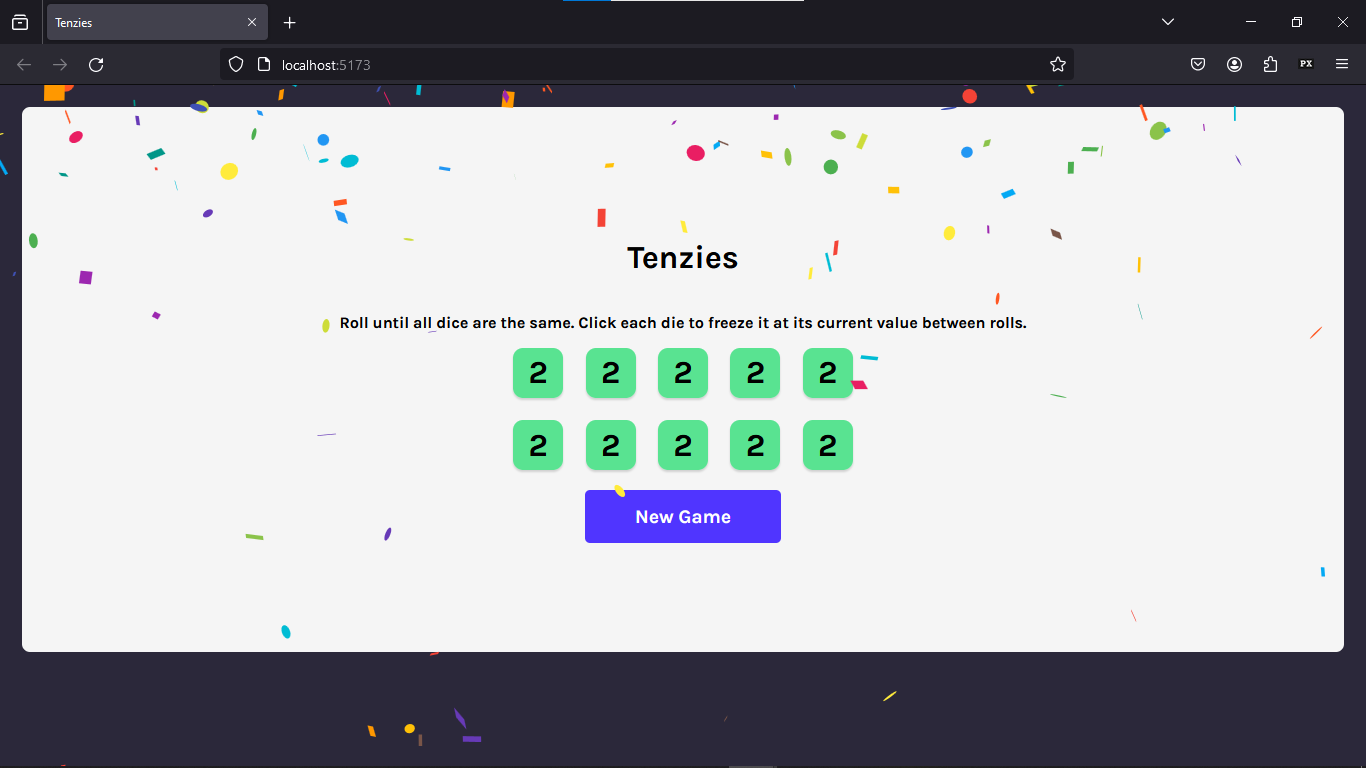 Tenzies
localhost:5173
PX
Tenzies
Roll until all dice are the same. Click each die to freeze it at its current value between rolls.
2 2 2 2 2
2 2 2 2 2
New Game